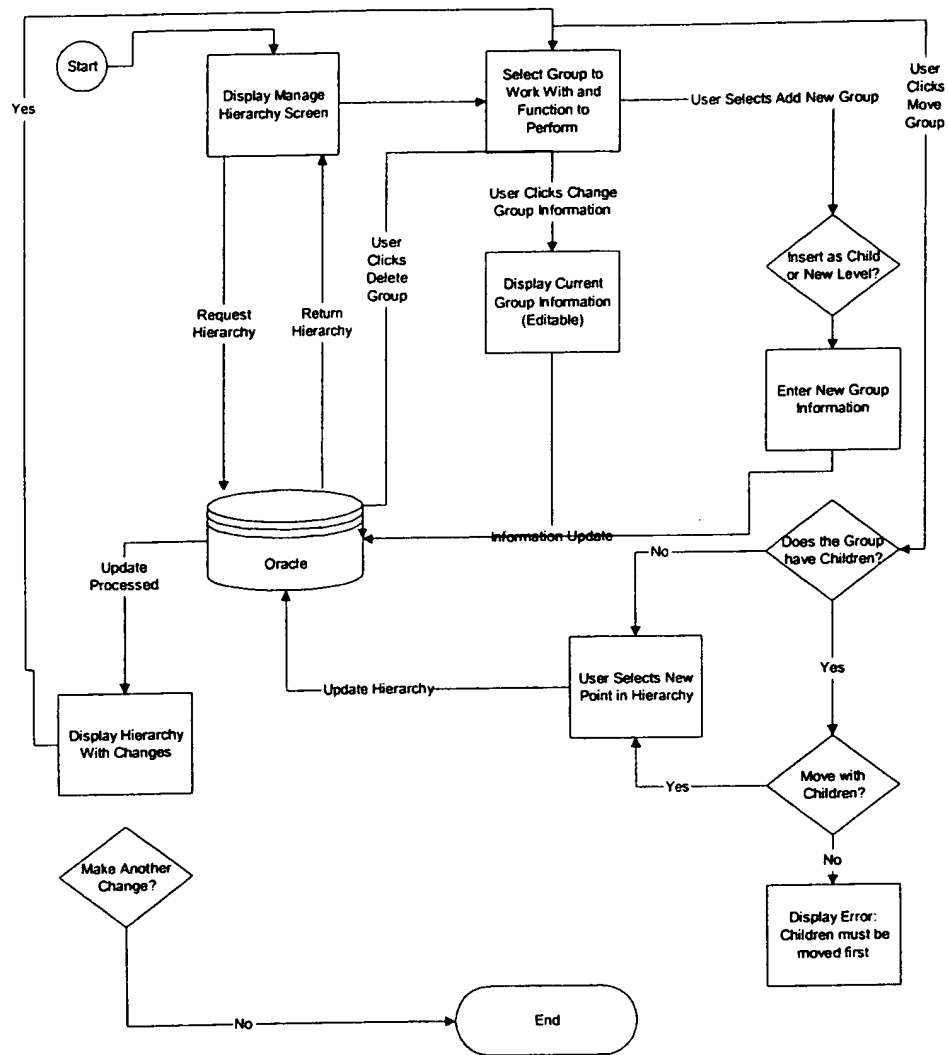 Start
Yes
Display Manage
Hierarchy Screen
Select Group to
Work With and
Function to
Perform
User Selects Add New Group
User
Clicks
Move
Group
User Clicks Change
Group Information
User
Clicks
Delete
Group
Insert as Child
or New Level?
Display Current
Group Information
(Editable)
Request
Hierarchy
Return
Hierarchy
Enter New Group
Information
Oracle
Information Update
Does the Group
have Children?
No
Update
Processed
Yes
User Selects New
Point in Hierarchy
Update Hierarchy
Display Hierarchy
With Changes
Move with
Children?
Yes
No
Make Another
Change?
Display Error:
Children must be
moved first
No
End